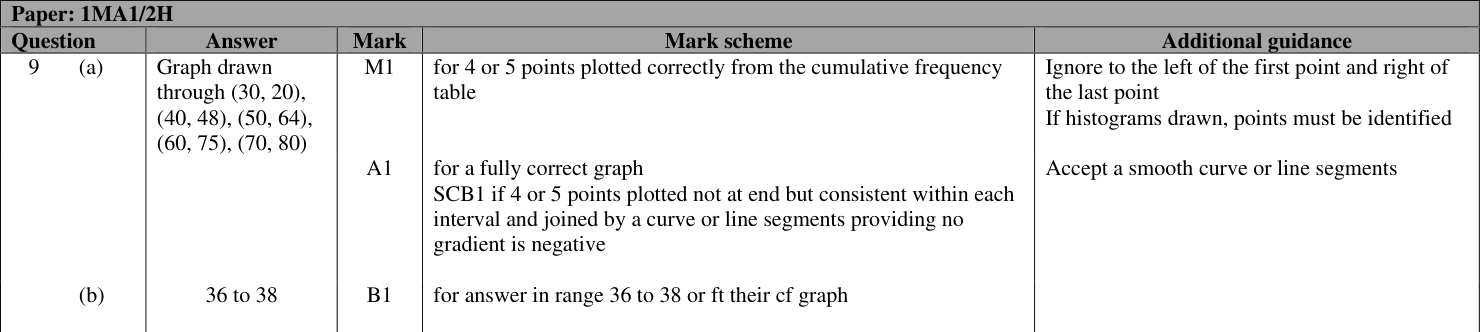 Paper: 1MA1/2H
Question Answer Mark Mark scheme Additional guidance
9 (a) Graph drawn M1 for 4 or 5 points plotted correctly from the cumulative frequency Ignore to the left of the first point and right of
through (30, 20), table the last point
(40, 48), (50, 64), If histograms drawn, points must be identified
(60, 75), (70, 80)
A1 for a fully correct graph Accept a smooth curve or line segments
SCB1 if 4 or 5 points plotted not at end but consistent within each
interval and joined by a curve or line segments providing no
gradient is negative
(b) 36 to 38 B1 for answer in range 36 to 38 or ft their cf graph